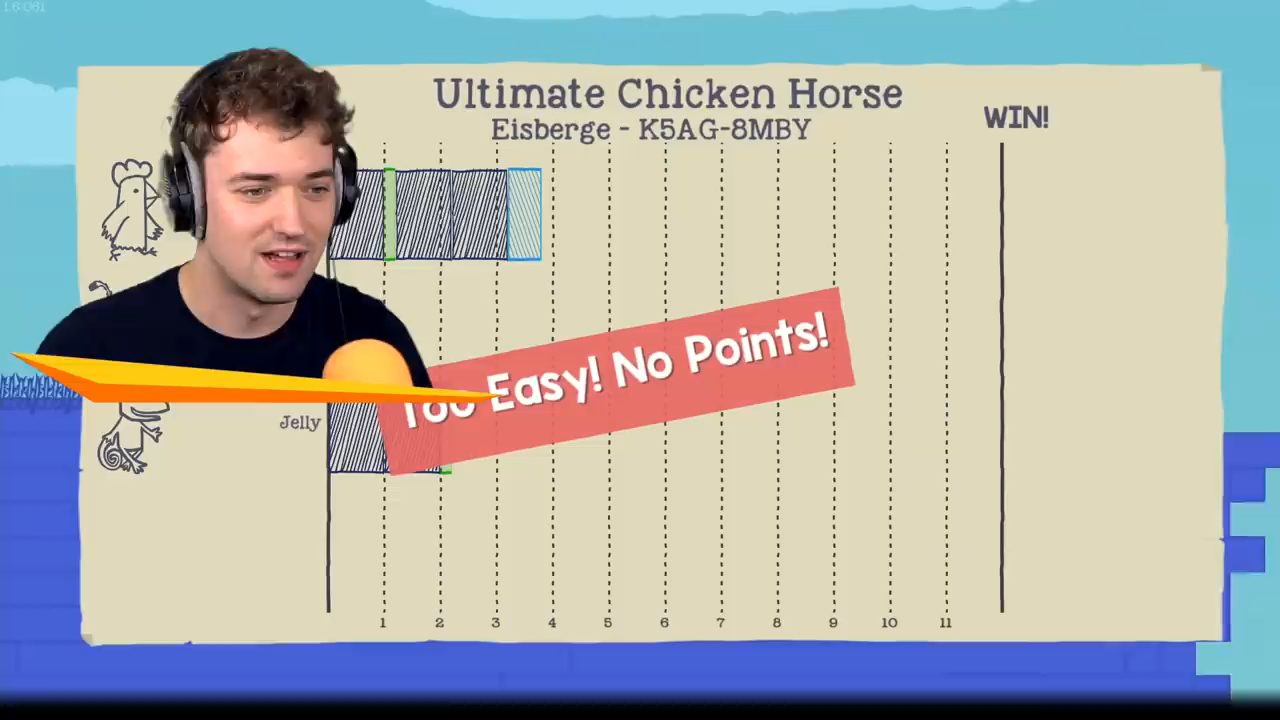 Ultimate Chicken Horse
Eisberge - K5AG-8MBY
WIN!
Too Easy! No Points!
Jelly
1 2 3 4 5 6 7 8 9 10 11